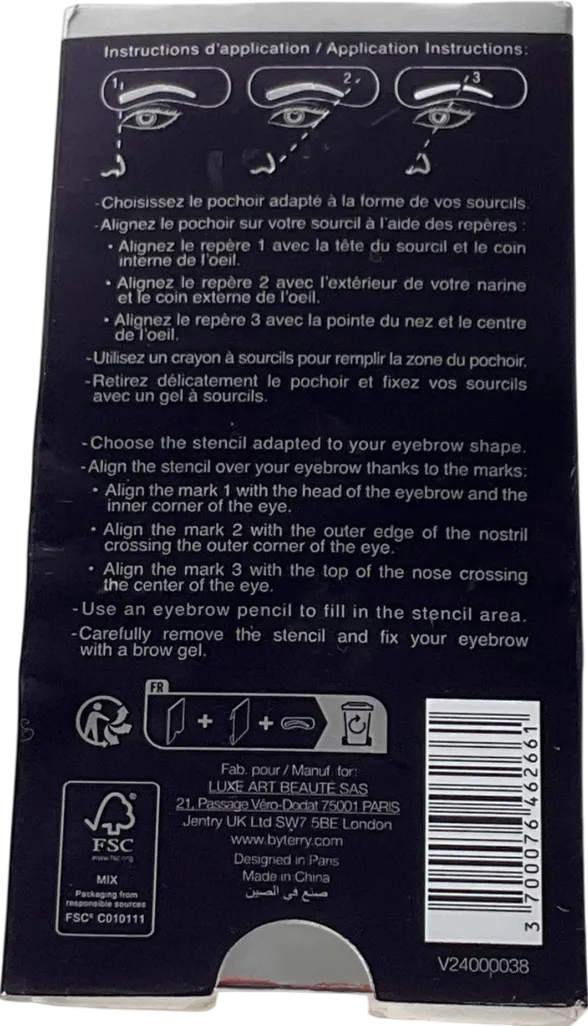 Instructions d'application / Application Instructions:
1
2
3
-Choisissez le pochoir adapté à la forme de vos sourcils.
-Alignez le pochoir sur votre sourcil à l'aide des repères :
• Alignez le repère 1 avec la tête du sourcil et le coin
interne de l'oeil.
• Alignez le repère 2 avec l'extérieur de votre narine
et le coin externe de l'oeil.
• Alignez le repère 3 avec la pointe du nez et le centre
de l'oeil.
-Utilisez un crayon à sourcils pour remplir la zone du pochoir.
-Retirez délicatement le pochoir et fixez vos sourcils
avec un gel à sourcils.
-Choose the stencil adapted to your eyebrow shape.
-Align the stencil over your eyebrow thanks to the marks:
• Align the mark 1 with the head of the eyebrow and the
inner corner of the eye.
• Align the mark 2 with the outer edge of the nostril
crossing the outer corner of the eye.
• Align the mark 3 with the top of the nose crossing
the center of the eye.
-Use an eyebrow pencil to fill in the stencil area.
-Carefully remove the stencil and fix your eyebrow
with a brow gel.
FR
+ +
Fab. pour / Manuf. for:
LUXE ART BEAUTÉ SAS
21, Passage Véro-Dodat 75001 PARIS
Jentry UK Ltd SW7 5BE London
www.byterry.com
Designed in Paris
Made in China
صنع في الصين
FSC
www.fsc.org
MIX
Packaging from
responsible sources
FSC® C010111
3 700076 462661
V24000038